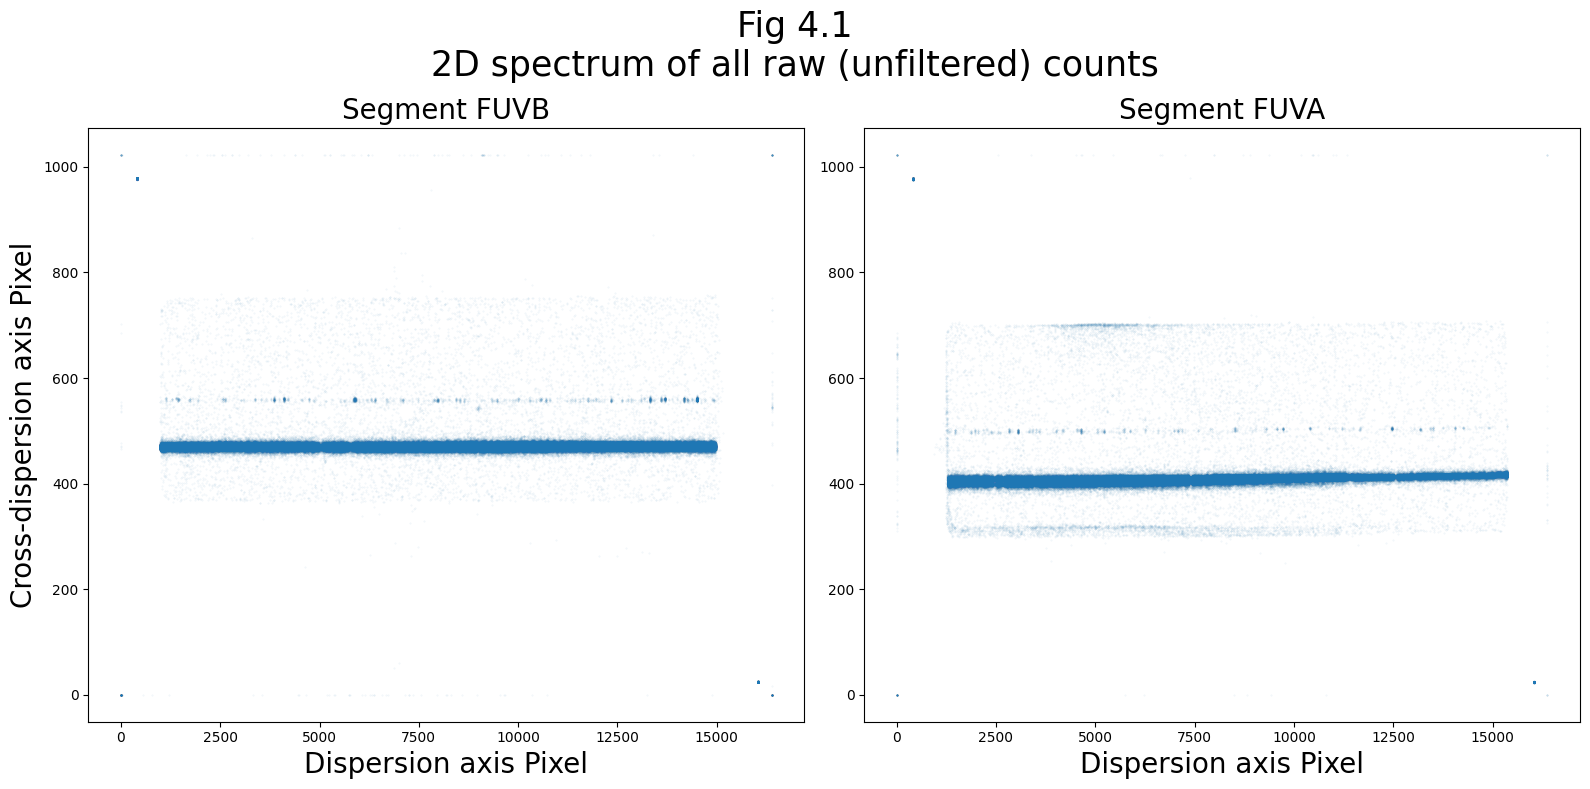 Fig 4.1
2D spectrum of all raw (unfiltered) counts
Segment FUVB
Segment FUVA
Cross-dispersion axis Pixel
1000
800
600
400
200
0
0 2500 5000 7500 10000 12500 15000
Dispersion axis Pixel
1000
800
600
400
200
0
0 2500 5000 7500 10000 12500 15000
Dispersion axis Pixel